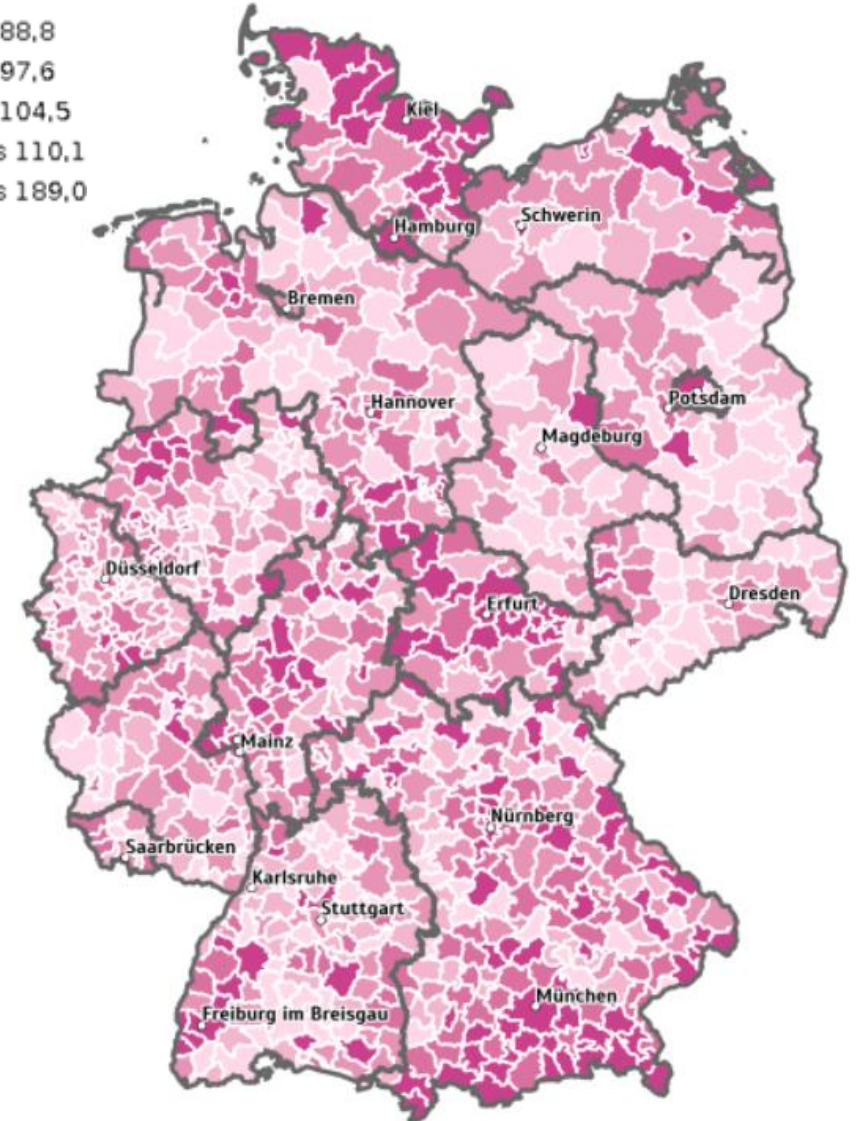 88,8
97,6
104,5
s 110,1
s 189,0
Kiel
Hamburg
Schwerin
Bremen
Hannover
Potsdam
Magdeburg
Düsseldorf
Erfurt
Dresden
Mainz
Nürnberg
Saarbrücken
Karlsruhe
Stuttgart
München
Freiburg im Breisgau